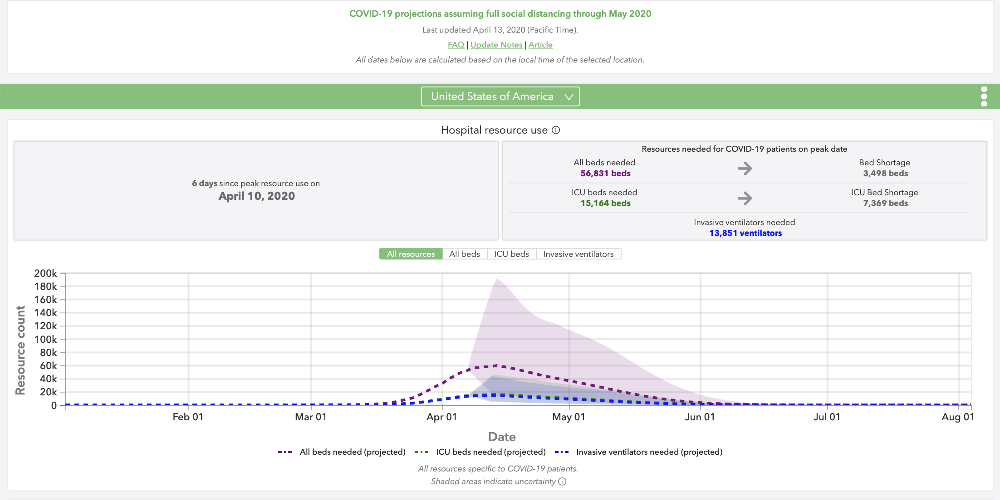 COVID-19 projections assuming full social distancing through May 2020
Last updated April 13, 2020 (Pacific Time).
FAQ | Update Notes | Article
All dates below are calculated based on the local time of the selected location.
United States of America
Hospital resource use
6 days since peak resource use on
April 10, 2020
Resources needed for COVID-19 patients on peak date
All beds needed
56,831 beds
Bed Shortage
3,498 beds
ICU beds needed
15,164 beds
ICU Bed Shortage
7,369 beds
Invasive ventilators needed
13,851 ventilators
All resources All beds ICU beds Invasive ventilators
Resource count
200k
180k
160k
140k
120k
100k
80k
60k
40k
20k
0
Feb 01 Mar 01 Apr 01 May 01 Jun 01 Jul 01 Aug 01
Date
All beds needed (projected) ICU beds needed (projected) Invasive ventilators needed (projected)
All resources specific to COVID-19 patients.
Shaded areas indicate uncertainty